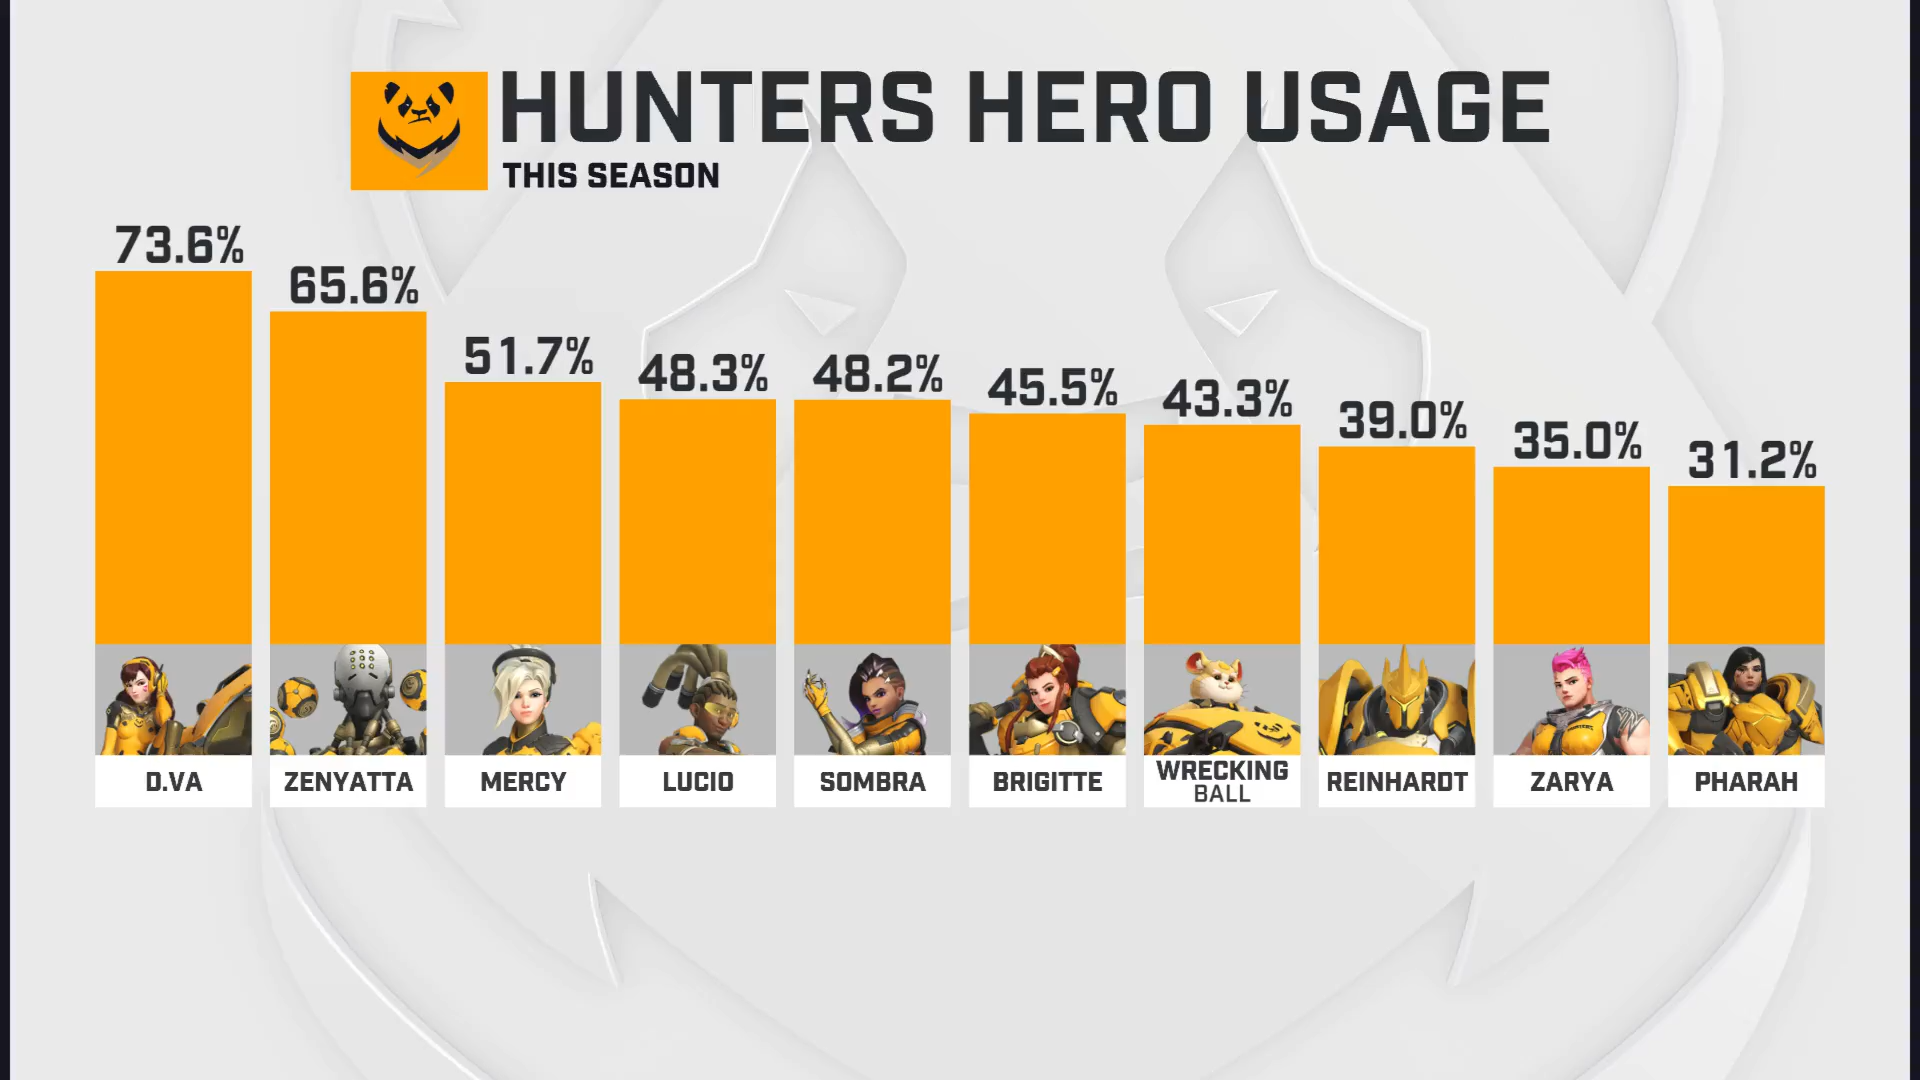 HUNTERS HERO USAGE
THIS SEASON
73.6%
65.6%
51.7%
48.3%
48.2%
45.5%
43.3%
39.0%
35.0%
31.2%
D.VA
ZENYATTA
MERCY
LUCIO
SOMBRA
BRIGITTE
WRECKING
BALL
REINHARDT
ZARYA
PHARAH